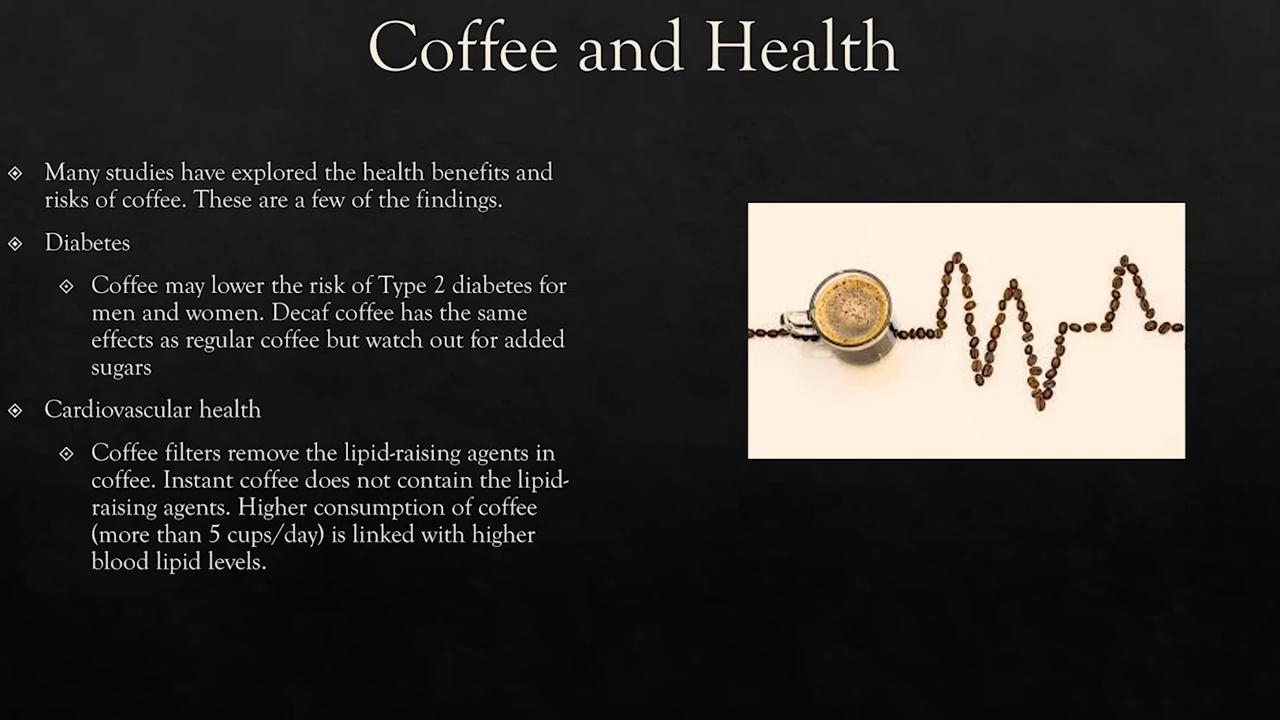 Coffee and Health
Many studies have explored the health benefits and
risks of coffee. These are a few of the findings.
Diabetes
Coffee may lower the risk of Type 2 diabetes for
men and women. Decaf coffee has the same
effects as regular coffee but watch out for added
sugars
Cardiovascular health
Coffee filters remove the lipid-raising agents in
coffee. Instant coffee does not contain the lipid-
raising agents. Higher consumption of coffee
(more than 5 cups/day) is linked with higher
blood lipid levels.